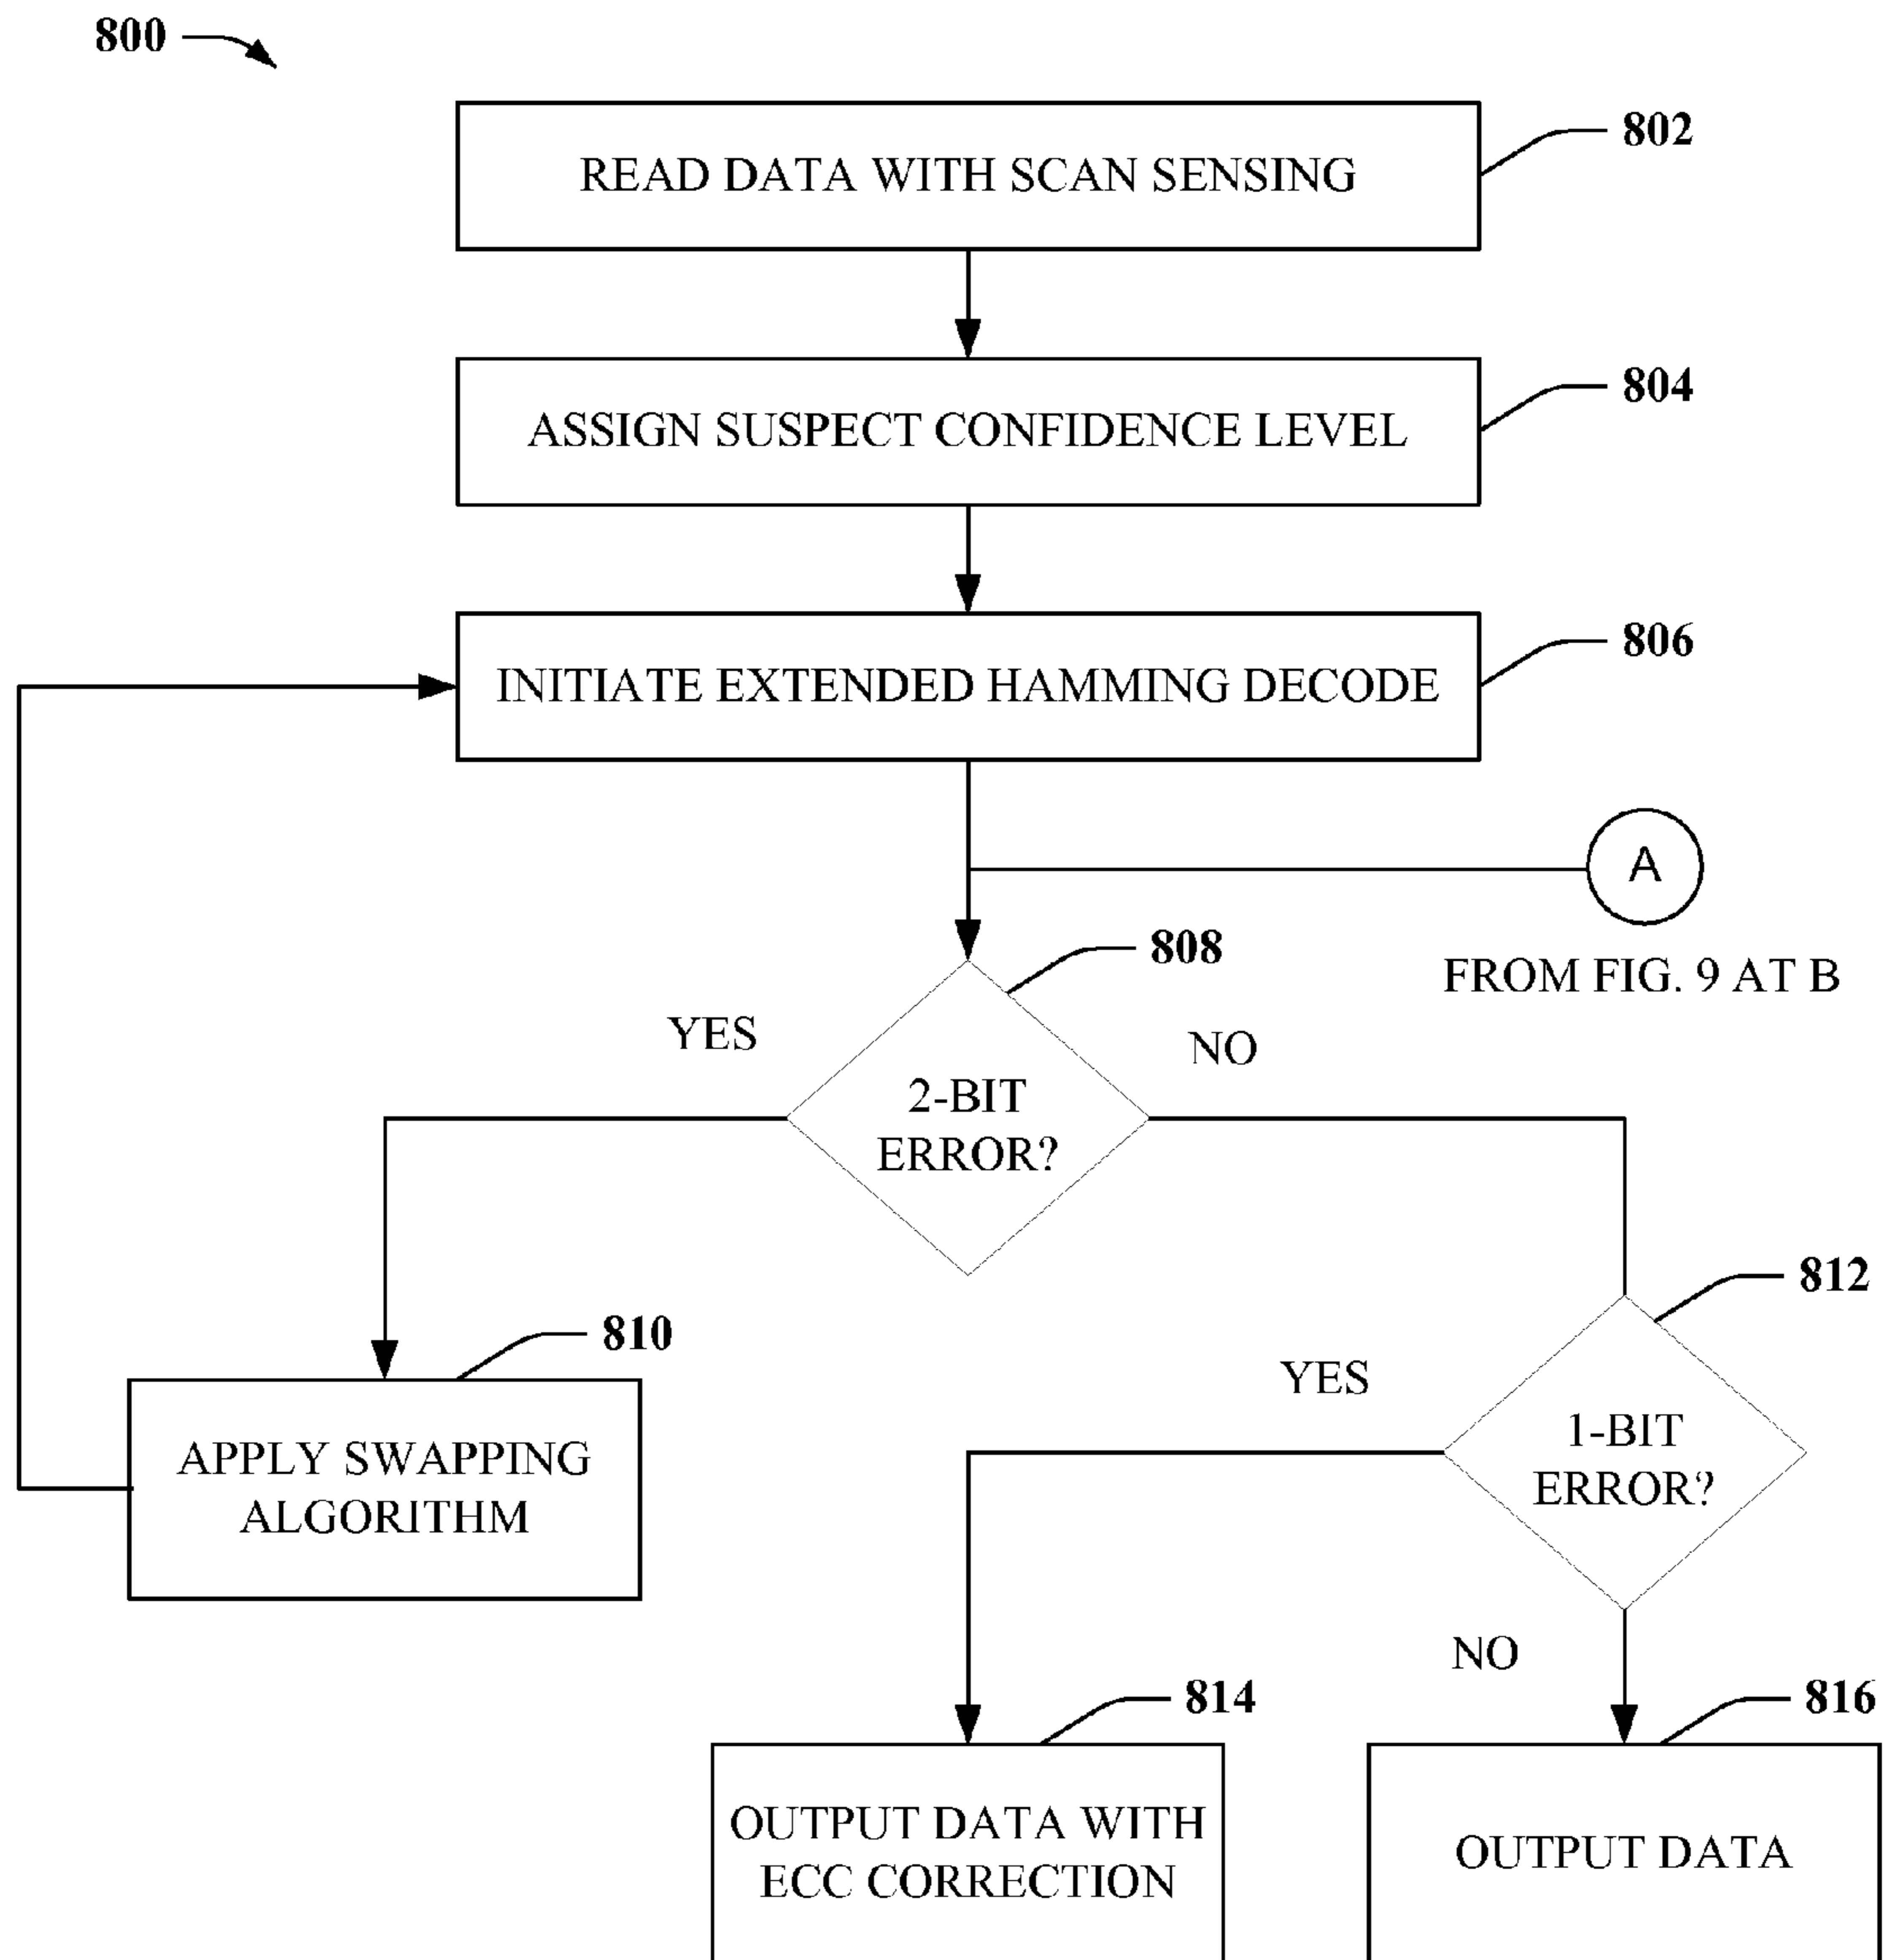 800
READ DATA WITH SCAN SENSING
802
ASSIGN SUSPECT CONFIDENCE LEVEL
804
INITIATE EXTENDED HAMMING DECODE
806
A
FROM FIG. 9 AT B
808
YES
NO
2-BIT
ERROR?
812
810
YES
1-BIT
ERROR?
APPLY SWAPPING
ALGORITHM
NO
814
816
OUTPUT DATA WITH
ECC CORRECTION
OUTPUT DATA